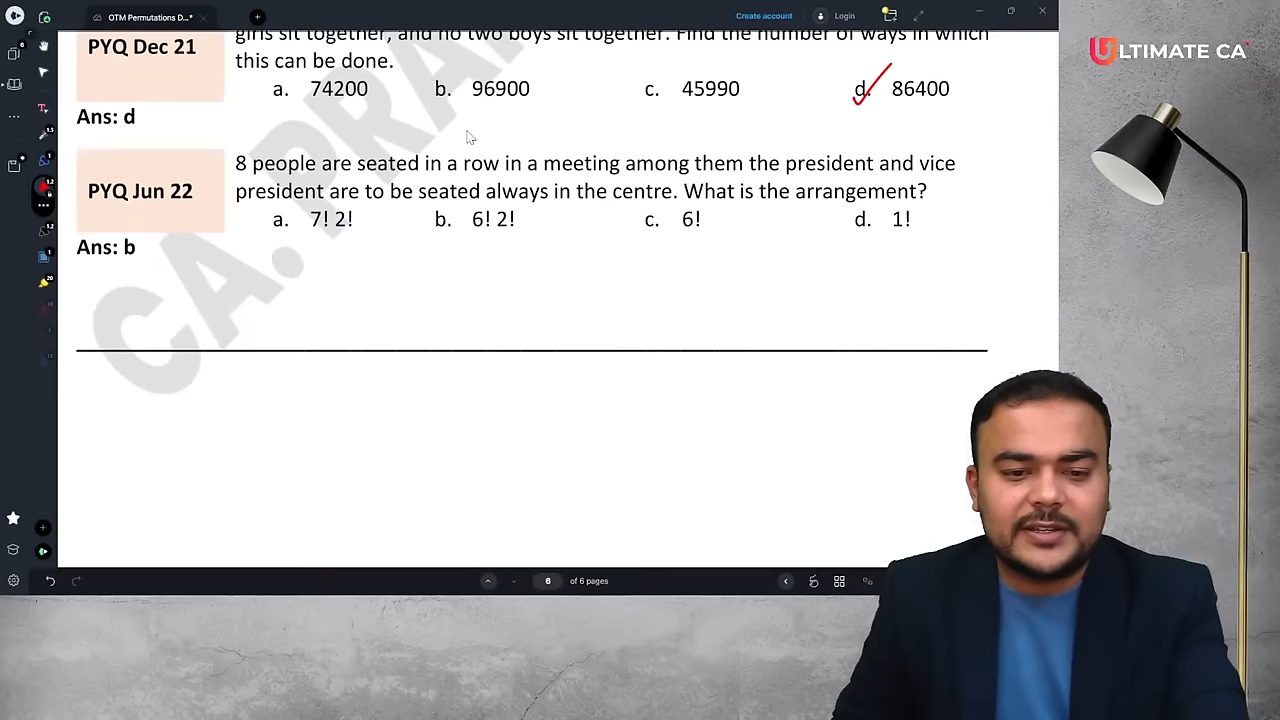 OTM Permutations D...*
Create account
Login
ULTIMATE CA
PYQ Dec 21
girls sit together, and no two boys sit together. Find the number of ways in which
this can be done.
a. 74200 b. 96900 c. 45990 d. 86400
Ans: d
PYQ Jun 22
8 people are seated in a row in a meeting among them the president and vice
president are to be seated always in the centre. What is the arrangement?
a. 7! 2! b. 6! 2! c. 6! d. 1!
Ans: b
CA. PRA
6 of 6 pages